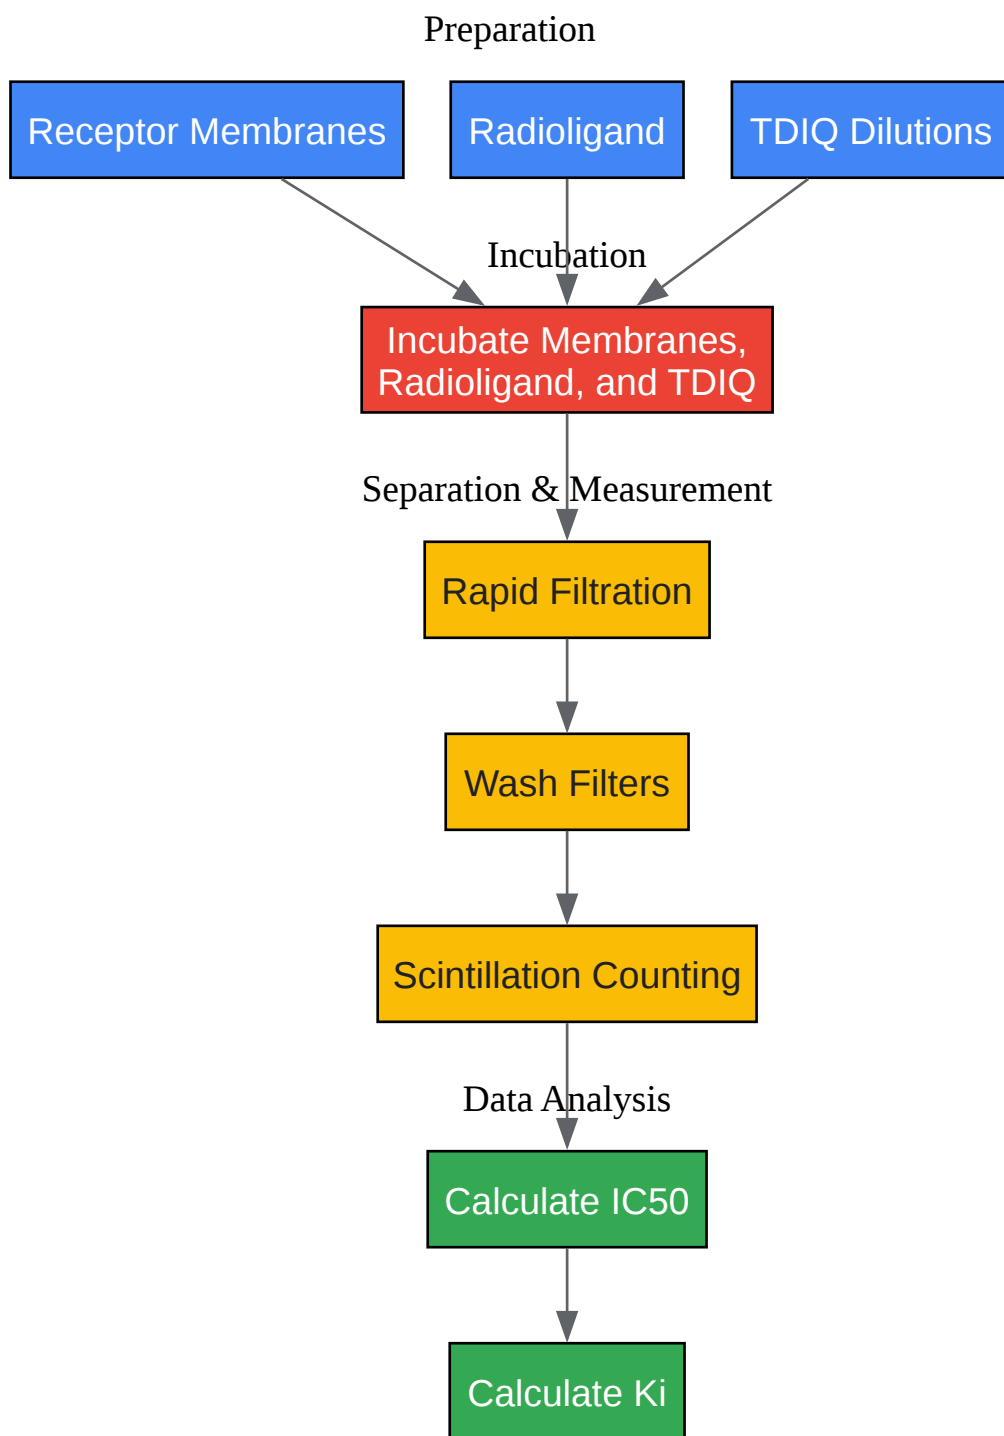 Preparation
Receptor Membranes
Radioligand
TDIQ Dilutions
Incubation
Incubate Membranes,
Radioligand, and TDIQ
Separation & Measurement
Rapid Filtration
Wash Filters
Scintillation Counting
Data Analysis
Calculate IC50
Calculate Ki